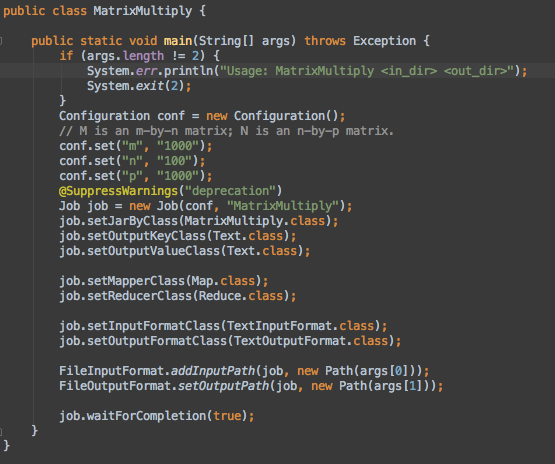 public class MatrixMultiply {
public static void main(String[] args) throws Exception {
if (args.length != 2) {
System.err.println("Usage: MatrixMultiply <in_dir> <out_dir>");
System.exit(2);
}
Configuration conf = new Configuration();
// M is an m-by-n matrix; N is an n-by-p matrix.
conf.set("m", "1000");
conf.set("n", "100");
conf.set("p", "1000");
@SuppressWarnings("deprecation")
Job job = new Job(conf, "MatrixMultiply");
job.setJarByClass(MatrixMultiply.class);
job.setOutputKeyClass(Text.class);
job.setOutputValueClass(Text.class);
job.setMapperClass(Map.class);
job.setReducerClass(Reduce.class);
job.setInputFormatClass(TextInputFormat.class);
job.setOutputFormatClass(TextOutputFormat.class);
FileInputFormat.addInputPath(job, new Path(args[0]));
FileOutputFormat.setOutputPath(job, new Path(args[1]));
job.waitForCompletion(true);
}
}